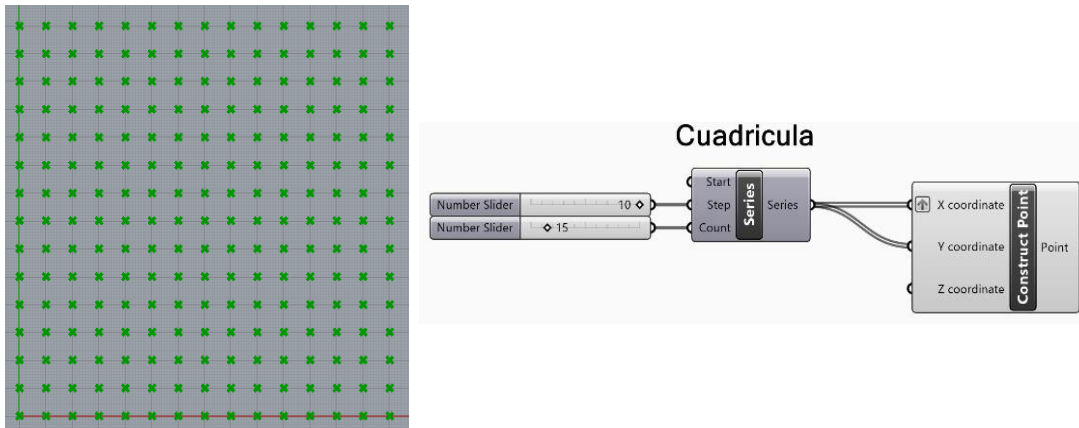 Cuadricula
Number Slider 10
Number Slider 15
Start
Step
Count
Series
Series
X coordinate
Y coordinate
Z coordinate
Construct Point
Point